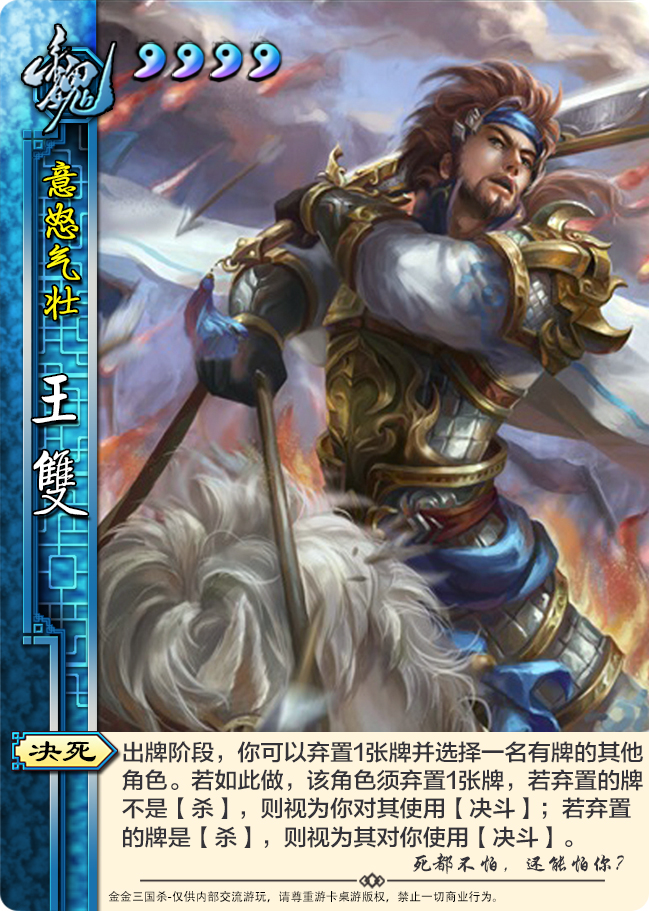 魏
意怒气壮
王雙
决死
出牌阶段，你可以弃置1张牌并选择一名有牌的其他
角色。若如此做，该角色须弃置1张牌，若弃置的牌
不是【杀】，则视为你对其使用【决斗】；若弃置
的牌是【杀】，则视为其对你使用【决斗】。
死都不怕，还能怕你？
金金三国杀-仅供内部交流游玩，请尊重游卡桌游版权，禁止一切商业行为。